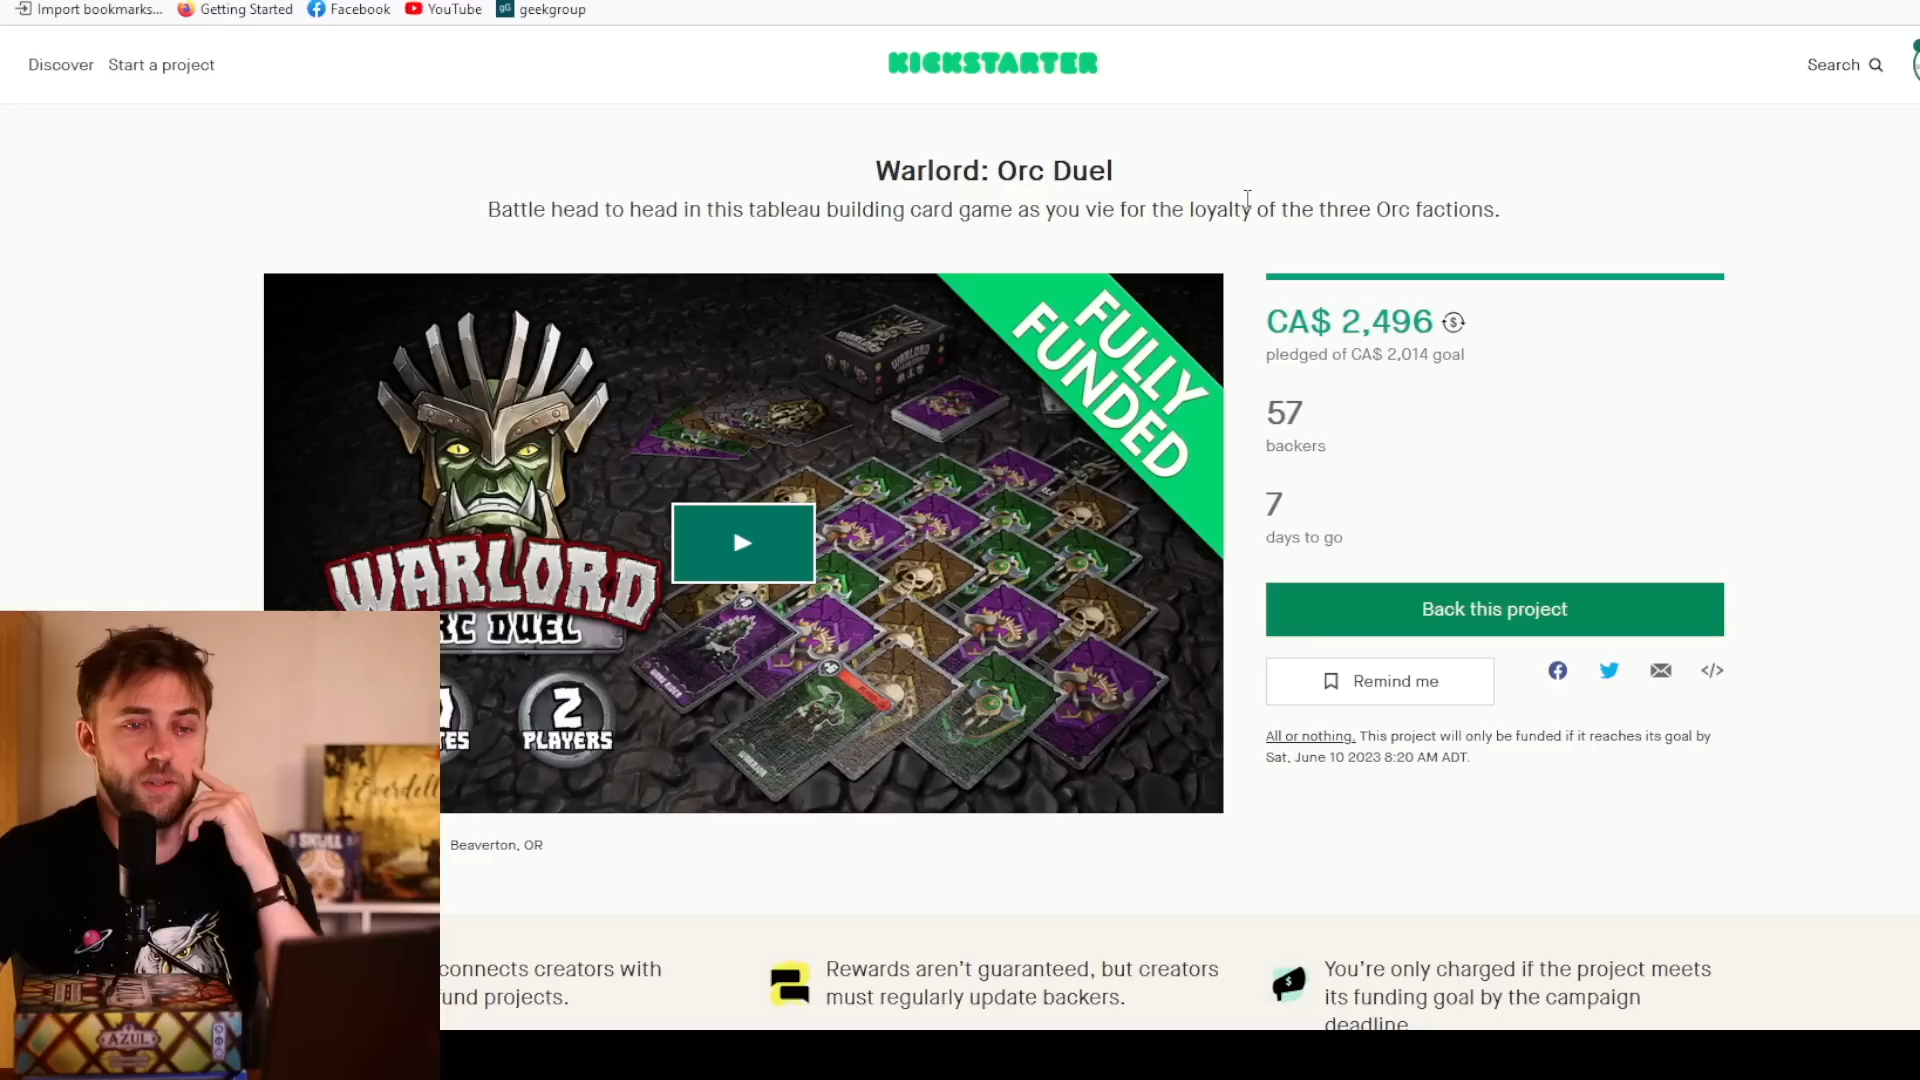 Import bookmarks... Getting Started Facebook YouTube gG geekgroup
Discover Start a project KICKSTARTER Search
Warlord: Orc Duel
Battle head to head in this tableau building card game as you vie for the loyalty of the three Orc factions.
FULLY
FUNDED
WARLORD
RC DUEL
TES
2
PLAYERS
WARLORD
WARRIOR
CA$ 2,496
pledged of CA$ 2,014 goal
57
backers
7
days to go
Back this project
Remind me
All or nothing. This project will only be funded if it reaches its goal by
Sat, June 10 2023 8:20 AM ADT.
Beaverton, OR
connects creators with
und projects.
Rewards aren't guaranteed, but creators
must regularly update backers.
You're only charged if the project meets
its funding goal by the campaign
deadline
Everdell
SKULL
AZUL